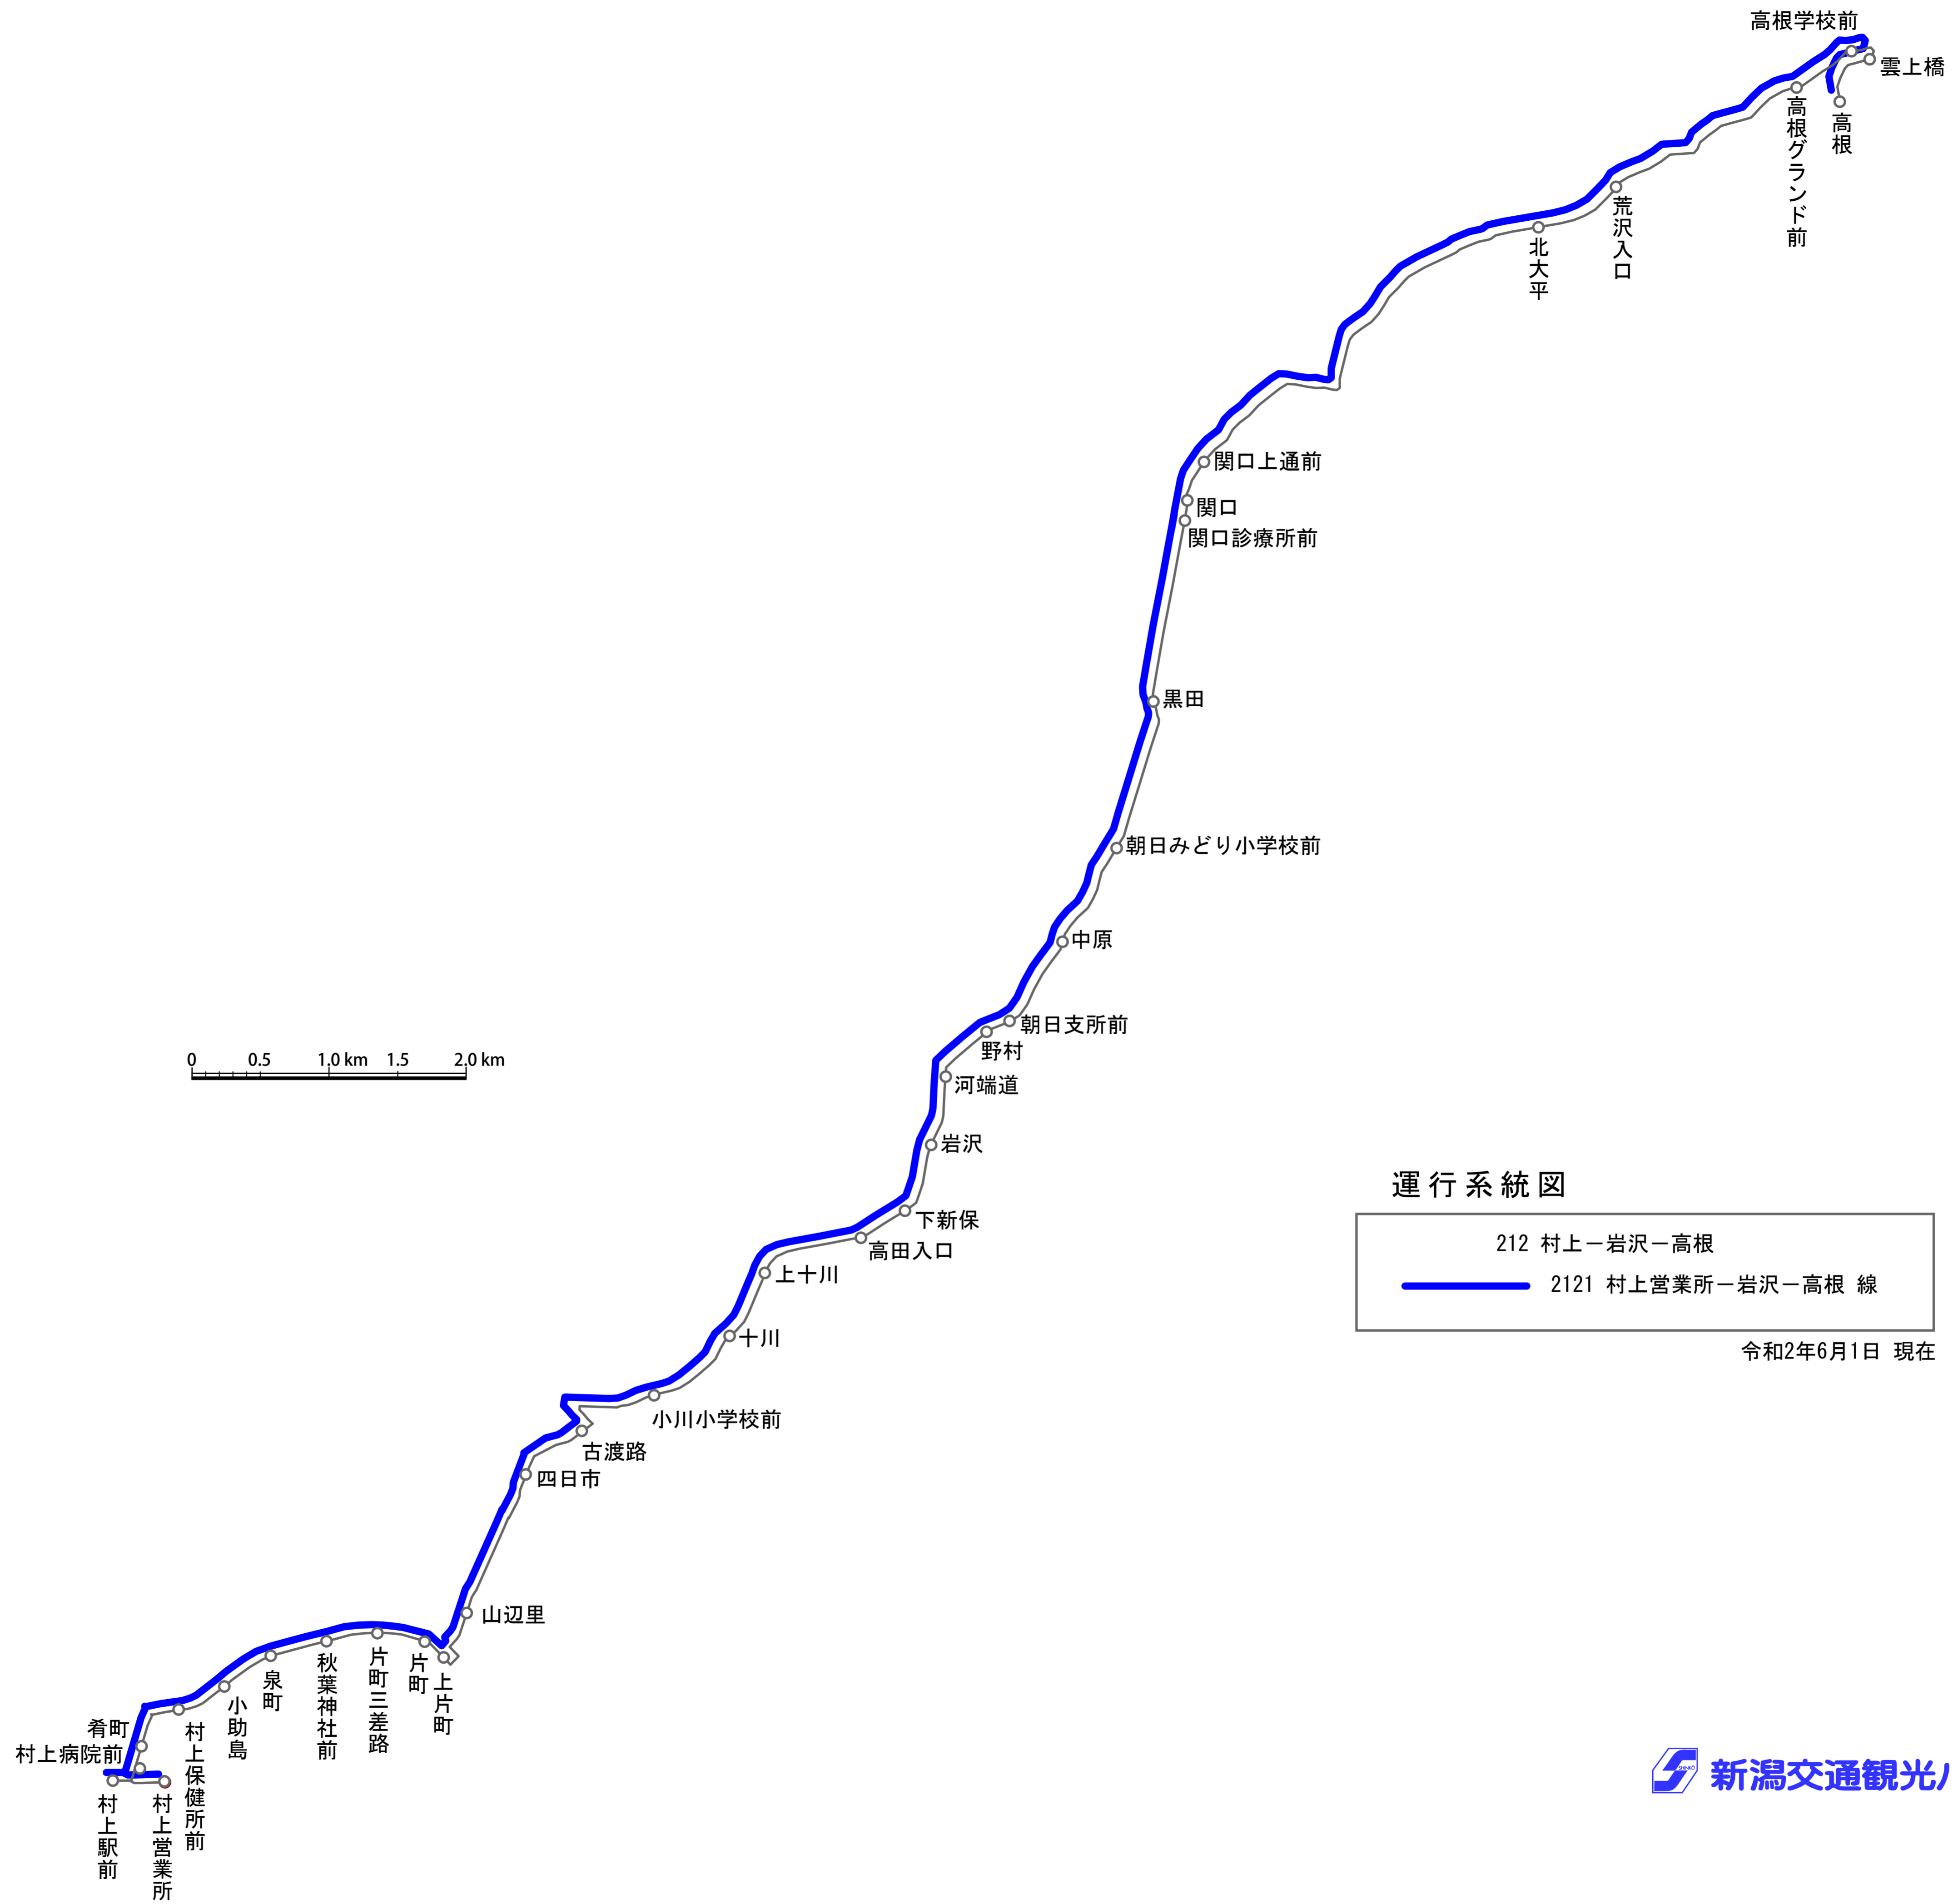 高根学校前
雲上橋
高根グランド前
高根
荒沢入口
北大平
関口上通前
関口
関口診療所前
黒田
朝日みどり小学校前
中原
朝日支所前
野村
0 0.5 1.0 km 1.5 2.0 km
河端道
岩沢
運行系統図
下新保
212 村上－岩沢－高根
高田入口
上十川
2121 村上営業所－岩沢－高根 線
十川
令和2年6月1日 現在
小川小学校前
古渡路
四日市
山辺里
上片町
片町
片町三差路
秋葉神社前
泉町
小助島
村上保健所前
肴町
村上病院前
村上駅前
村上営業所
SHINKO
新潟交通観光